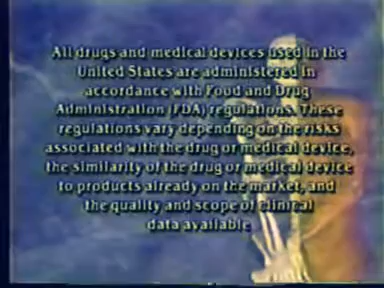 All drugs and medical devices used in the
United States are administered in
accordance with Food and Drug
Administration (FDA) regulations. These
regulations vary depending on the risks
associated with the drug or medical device,
the similarity of the drug or medical device
to products already on the market, and
the quality and scope of clinical
data available